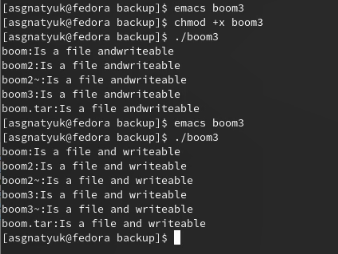 [asgnatyuk@fedora backup]$ emacs boom3
[asgnatyuk@fedora backup]$ chmod +x boom3
[asgnatyuk@fedora backup]$ ./boom3
boom:Is a file andwriteable
boom2:Is a file andwriteable
boom2~:Is a file andwriteable
boom3:Is a file andwriteable
boom.tar:Is a file andwriteable
[asgnatyuk@fedora backup]$ emacs boom3
[asgnatyuk@fedora backup]$ ./boom3
boom:Is a file and writeable
boom2:Is a file and writeable
boom2~:Is a file and writeable
boom3:Is a file and writeable
boom3~:Is a file and writeable
boom.tar:Is a file and writeable
[asgnatyuk@fedora backup]$